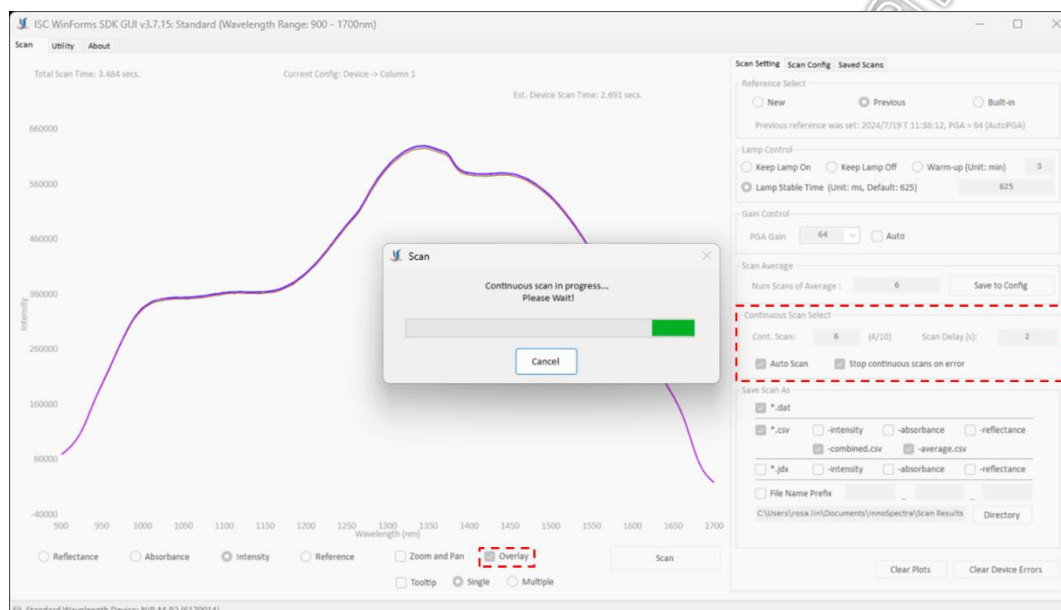 ISC WinForms SDK GUI v3.7.15: Standard (Wavelength Range: 900 - 1700nm)
Scan Utility About
Total Scan Time: 3.484 secs.
Current Config: Device -> Column 1
Est. Device Scan Time: 2.691 secs.
660000
560000
460000
360000
260000
160000
60000
-40000
Intensity
900 950 1000 1050 1100 1150 1200 1250 1300 1350 1400 1450 1500 1550 1600 1650 1700
Wavelength (nm)
Scan
Continuous scan in progress...
Please Wait!
Cancel
Reflectance Absorbance Intensity Reference Zoom and Pan Overlay Scan
Tooltip Single Multiple
Scan Setting Scan Config Saved Scans
Reference Select
New Previous Built-in
Previous reference was set: 2024/7/19 T 11:38:12, PGA = 64 (AutoPGA)
Lamp Control
Keep Lamp On Keep Lamp Off Warm-up (Unit: min) 3
Lamp Stable Time (Unit: ms, Default: 625) 625
Gain Control
PGA Gain 64 Auto
Scan Average
Num Scans of Average : 6 Save to Config
Continuous Scan Select
Cont. Scan: 6 (4/10) Scan Delay (s): 2
Auto Scan Stop continuous scans on error
Save Scan As
*.dat
*.csv -intensity -absorbance -reflectance
-combined.csv -average.csv
*.jdx -intensity -absorbance -reflectance
File Name Prefix _ _
C:\Users\rosa.lin\Documents\InnoSpectra\Scan Results Directory
Clear Plots Clear Device Errors